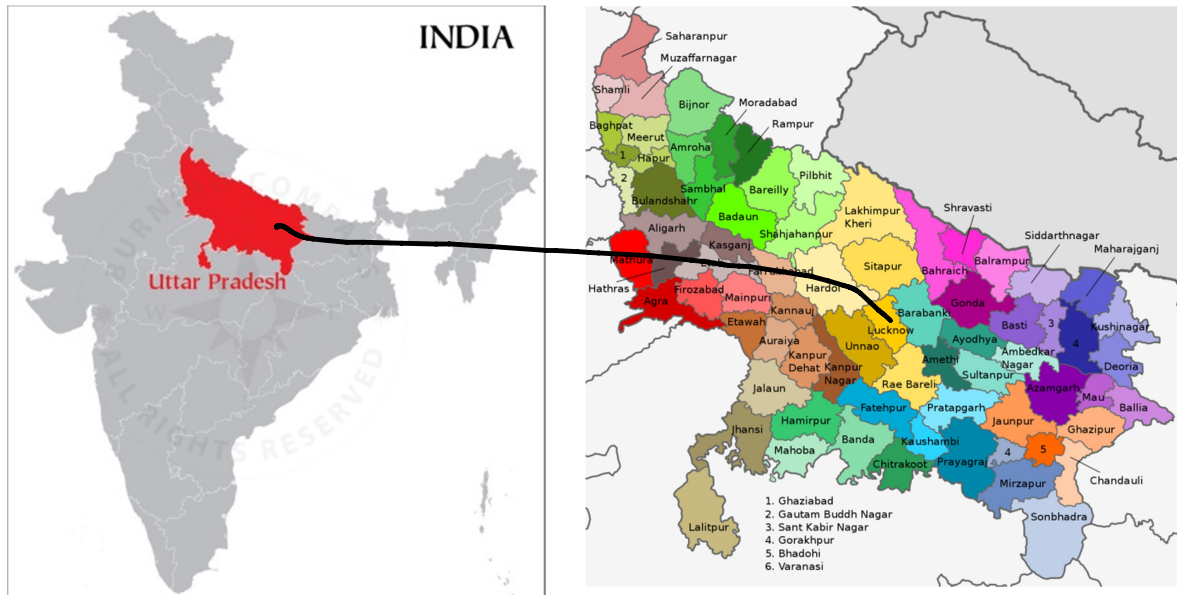 INDIA
Uttar Pradesh
ALL RIGHTS RESERVED
Saharanpur
Muzaffarnagar
Shamli
Bijnor
Moradabad
Rampur
Baghpat
Meerut
Amroha
1
Hapur
2
Bulandshahr
Sambhal
Bareilly
Pilbhit
Badaun
Lakhimpur
Kheri
Shravasti
Siddarthnagar
Maharajganj
Aligarh
Kasganj
Shahjahanpur
Mathura
Hathras
Farrukhabad
Hardoi
Sitapur
Bahraich
Balrampur
Agra
Firozabad
Mainpuri
Kannauj
Gonda
Basti
3
4
Kushinagar
Etawah
Auraiya
Kanpur
Dehat
Kanpur
Nagar
Unnao
Lucknow
Barabanki
Ayodhya
Ambedkar
Nagar
Deoria
Amethi
Sultanpur
Azamgarh
Mau
Ballia
Jalaun
Rae Bareli
Fatehpur
Pratapgarh
Jaunpur
Ghazipur
Jhansi
Hamirpur
Mahoba
Banda
Kaushambi
Chitrakoot
Prayagraj
4
5
Mirzapur
Chandauli
Sonbhadra
Lalitpur
1. Ghaziabad
2. Gautam Buddh Nagar
3. Sant Kabir Nagar
4. Gorakhpur
5. Bhadohi
6. Varanasi